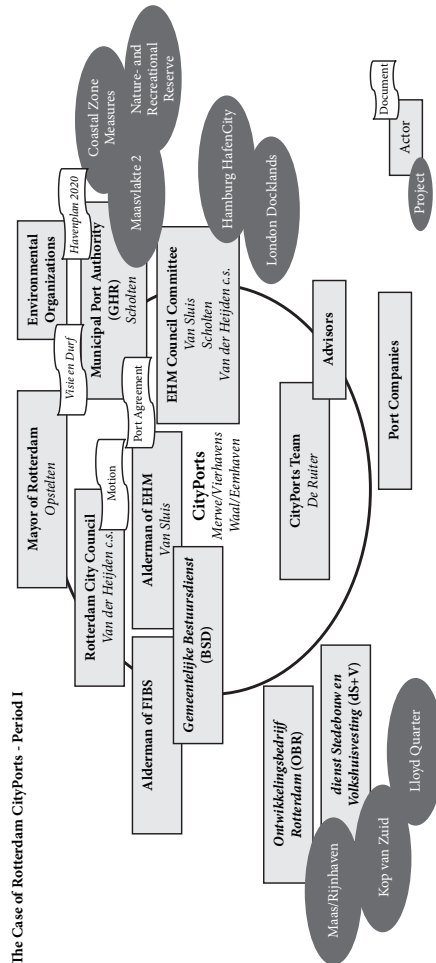 The Case of Rotterdam CityPorts - Period I
Mayor of Rotterdam
Opstelten
Environmental
Organizations
Visie en Durf
Havenplan 2020
Coastal Zone
Measures
Nature- and
Recreational
Reserve
Maasvlakte 2
Rotterdam City Council
Van der Heijden c.s.
Motion
Municipal Port Authority
(GHR)
Scholten
Port Agreement
Alderman of FIBS
Alderman of EHM
Van Sluis
EHM Council Committee
Van Sluis
Scholten
Van der Heijden c.s.
Hamburg HafenCity
London Docklands
Gemeentelijke Bestuursdienst
(BSD)
CityPorts
Merwe/Vierhavens
Waal/Eemhaven
Ontwikkelingsbedrijf
Rotterdam (OBR)
CityPorts Team
De Ruiter
Advisors
dienst Stedebouw en
Volkshuisvesting (dS+V)
Maas/Rijnhaven
Kop van Zuid
Lloyd Quarter
Port Companies
Project
Actor
Document